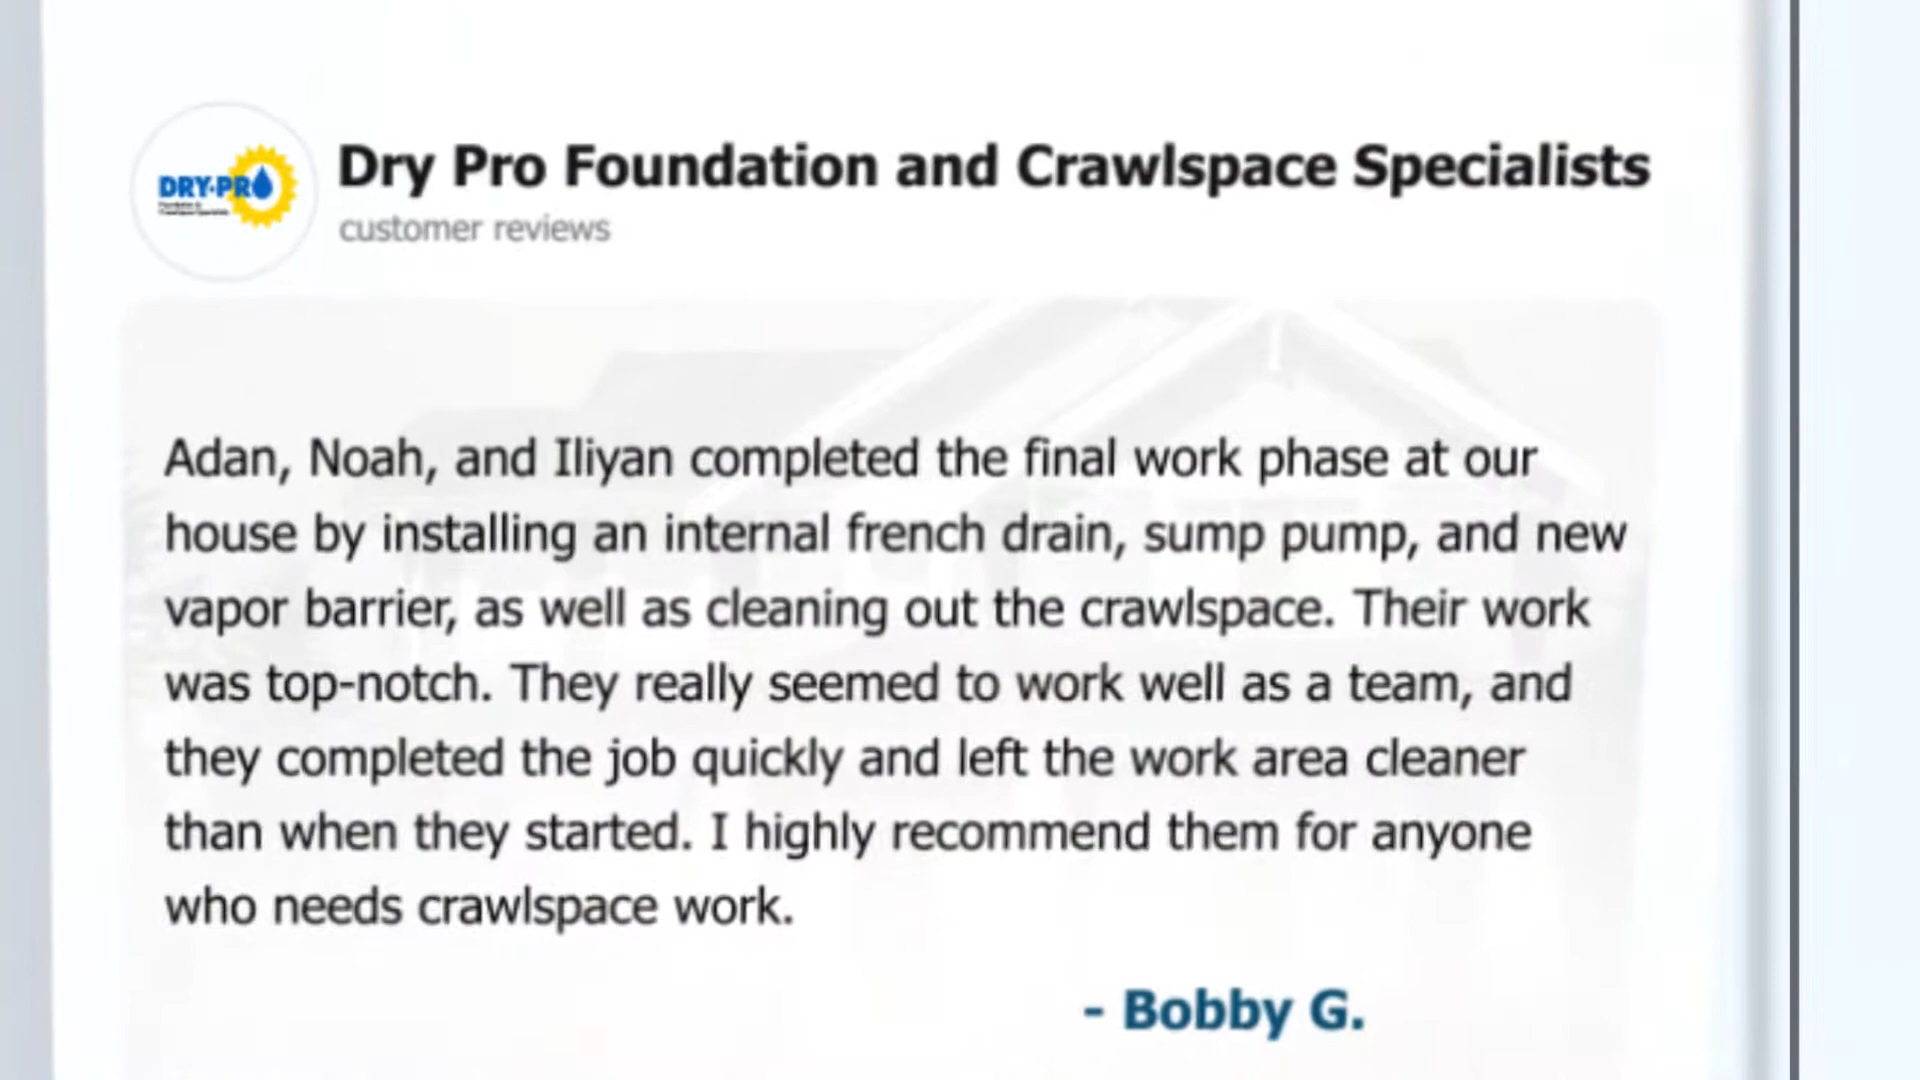 DRY-PRO
Dry Pro Foundation and Crawlspace Specialists
customer reviews
Adan, Noah, and Iliyan completed the final work phase at our
house by installing an internal french drain, sump pump, and new
vapor barrier, as well as cleaning out the crawlspace. Their work
was top-notch. They really seemed to work well as a team, and
they completed the job quickly and left the work area cleaner
than when they started. I highly recommend them for anyone
who needs crawlspace work.
- Bobby G.